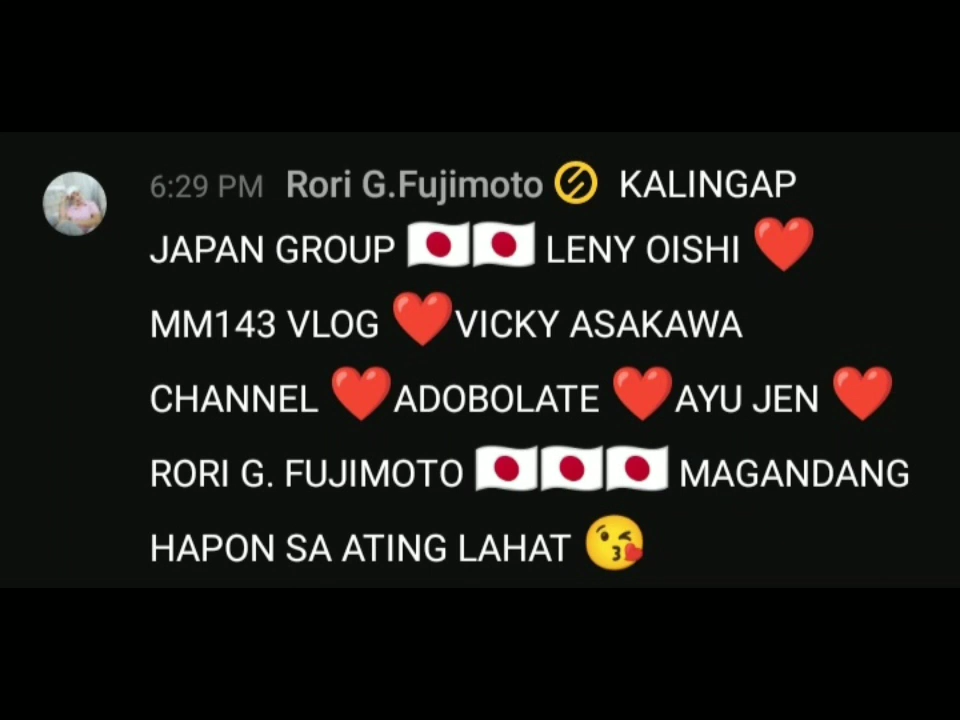 6:29 PM Rori G.Fujimoto KALINGAP
JAPAN GROUP 🇯🇵🇯🇵 LENY OISHI ❤️
MM143 VLOG ❤️VICKY ASAKAWA
CHANNEL ❤️ADOBOLATE ❤️AYU JEN ❤️
RORI G. FUJIMOTO 🇯🇵🇯🇵🇯🇵 MAGANDANG
HAPON SA ATING LAHAT 😘